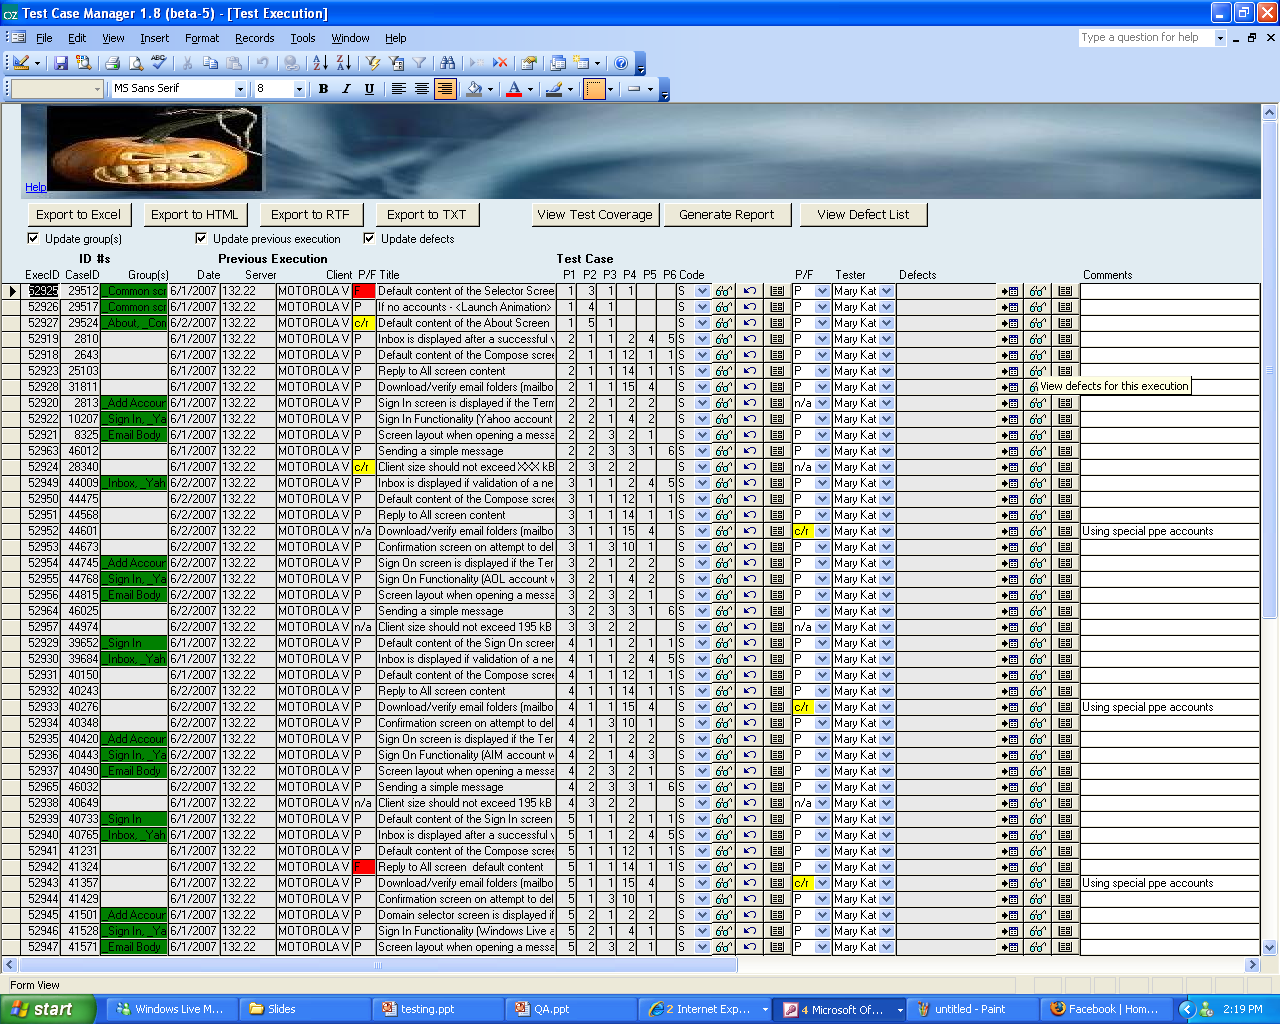 Test Case Manager 1.8 (beta-5) - [Test Execution]
File Edit View Insert Format Records Tools Window Help Type a question for help
MS Sans Serif 8 B I U
Help
Export to Excel Export to HTML Export to RTF Export to TXT View Test Coverage Generate Report View Defect List
Update group(s) Update previous execution Update defects
ID #s Previous Execution Test Case
ExecID CaseID Group(s) Date Server Client P/F Title P1 P2 P3 P4 P5 P6 Code P/F Tester Defects Comments
52925 29512 _Common scr 6/1/2007 132.22 MOTOROLA V F Default content of the Selector Scree 1 3 1 1 S P Mary Kat
52926 29517 _Common scr 6/1/2007 132.22 MOTOROLA V P If no accounts - <Launch Animation> 1 4 1 S P Mary Kat
52927 29524 _About, _Con 6/2/2007 132.22 MOTOROLA V c/r Default content of the About Screen 1 5 1 S P Mary Kat
52919 2810 6/1/2007 132.22 MOTOROLA V P Inbox is displayed after a successful v 2 1 1 2 4 5 S P Mary Kat
52918 2643 6/1/2007 132.22 MOTOROLA V P Default content of the Compose scree 2 1 1 12 1 1 S P Mary Kat
52923 25103 6/1/2007 132.22 MOTOROLA V P Reply to All screen content 2 1 1 14 1 1 S P Mary Kat
52928 31811 6/1/2007 132.22 MOTOROLA V P Download/verify email folders (mailbo 2 1 1 15 4 S P Mary Kat View defects for this execution
52920 2813 _Add Accour 6/1/2007 132.22 MOTOROLA V P Sign In screen is displayed if the Term 2 2 1 2 2 S n/a Mary Kat
52922 10207 _Sign In, _Ya 6/1/2007 132.22 MOTOROLA V P Sign In Functionality (Yahoo account 2 2 1 4 2 S P Mary Kat
52921 8325 _Email Body 6/1/2007 132.22 MOTOROLA V P Screen layout when opening a messa 2 2 3 2 1 S P Mary Kat
52963 46012 6/1/2007 132.22 MOTOROLA V P Sending a simple message 2 2 3 3 1 6 S P Mary Kat
52924 28340 6/1/2007 132.22 MOTOROLA V c/r Client size should not exceed XXX kB 2 3 2 2 S n/a Mary Kat
52949 44009 _Inbox, _Yah 6/2/2007 132.22 MOTOROLA V P Inbox is displayed if validation of a ne 3 1 1 2 4 5 S P Mary Kat
52950 44475 6/2/2007 132.22 MOTOROLA V P Default content of the Compose scree 3 1 1 12 1 1 S P Mary Kat
52951 44568 6/2/2007 132.22 MOTOROLA V P Reply to All screen content 3 1 1 14 1 1 S P Mary Kat
52952 44601 6/2/2007 132.22 MOTOROLA V n/a Download/verify email folders (mailbo 3 1 1 15 4 S c/r Mary Kat Using special ppe accounts
52953 44673 6/2/2007 132.22 MOTOROLA V P Confirmation screen on attempt to del 3 1 3 10 1 S P Mary Kat
52954 44745 _Add Accour 6/2/2007 132.22 MOTOROLA V P Sign On screen is displayed if the Ter 3 2 1 2 2 S P Mary Kat
52955 44768 _Sign In, _Ya 6/2/2007 132.22 MOTOROLA V P Sign On Functionality (AOL account v 3 2 1 4 2 S P Mary Kat
52956 44815 _Email Body 6/2/2007 132.22 MOTOROLA V P Screen layout when opening a messa 3 2 3 2 1 S P Mary Kat
52964 46025 6/2/2007 132.22 MOTOROLA V P Sending a simple message 3 2 3 3 1 6 S P Mary Kat
52957 44974 6/2/2007 132.22 MOTOROLA V n/a Client size should not exceed 195 kB 3 3 2 2 S n/a Mary Kat
52929 39652 _Sign In 6/1/2007 132.22 MOTOROLA V P Default content of the Sign On screen 4 1 1 2 1 1 S P Mary Kat
52930 39684 _Inbox, _Yah 6/1/2007 132.22 MOTOROLA V P Inbox is displayed if validation of a ne 4 1 1 2 4 5 S P Mary Kat
52931 40150 6/1/2007 132.22 MOTOROLA V P Default content of the Compose scree 4 1 1 12 1 1 S P Mary Kat
52932 40243 6/2/2007 132.22 MOTOROLA V P Reply to All screen content 4 1 1 14 1 1 S P Mary Kat
52933 40276 6/2/2007 132.22 MOTOROLA V P Download/verify email folders (mailbo 4 1 1 15 4 S c/r Mary Kat Using special ppe accounts
52934 40348 6/2/2007 132.22 MOTOROLA V P Confirmation screen on attempt to del 4 1 3 10 1 S P Mary Kat
52935 40420 _Add Accour 6/2/2007 132.22 MOTOROLA V P Sign On screen is displayed if the Ter 4 2 1 2 2 S P Mary Kat
52936 40443 _Sign In, _Ya 6/2/2007 132.22 MOTOROLA V P Sign On Functionality (AIM account w 4 2 1 4 3 S P Mary Kat
52937 40490 _Email Body 6/2/2007 132.22 MOTOROLA V P Screen layout when opening a messa 4 2 3 2 1 S P Mary Kat
52965 46032 6/2/2007 132.22 MOTOROLA V P Sending a simple message 4 2 3 3 1 6 S P Mary Kat
52938 40649 6/1/2007 132.22 MOTOROLA V n/a Client size should not exceed 195 kB 4 3 2 2 S n/a Mary Kat
52939 40733 _Sign In 6/1/2007 132.22 MOTOROLA V P Default content of the Sign In screen 5 1 1 2 1 1 S P Mary Kat
52940 40765 _Inbox, _Yah 6/1/2007 132.22 MOTOROLA V P Inbox is displayed after a successful v 5 1 1 2 4 5 S P Mary Kat
52941 41231 6/1/2007 132.22 MOTOROLA V P Default content of the Compose scree 5 1 1 12 1 1 S P Mary Kat
52942 41324 6/1/2007 132.22 MOTOROLA V F Reply to All screen default content 5 1 1 14 1 1 S P Mary Kat
52943 41357 6/1/2007 132.22 MOTOROLA V P Download/verify email folders (mailbo 5 1 1 15 4 S c/r Mary Kat Using special ppe accounts
52944 41429 6/1/2007 132.22 MOTOROLA V P Confirmation screen on attempt to del 5 1 3 10 1 S P Mary Kat
52945 41501 _Add Accour 6/1/2007 132.22 MOTOROLA V P Domain selector screen is displayed if 5 2 1 2 2 S P Mary Kat
52946 41528 _Sign In, _Ya 6/1/2007 132.22 MOTOROLA V P Sign In Functionality (Windows Live a 5 2 1 4 1 S P Mary Kat
52947 41571 _Email Body 6/1/2007 132.22 MOTOROLA V P Screen layout when opening a messa 5 2 3 2 1 S P Mary Kat
Form View
start Windows Live M... Slides testing.ppt QA.ppt 2 Internet Exp... 4 Microsoft Of... untitled - Paint Facebook | Hom... 2:19 PM